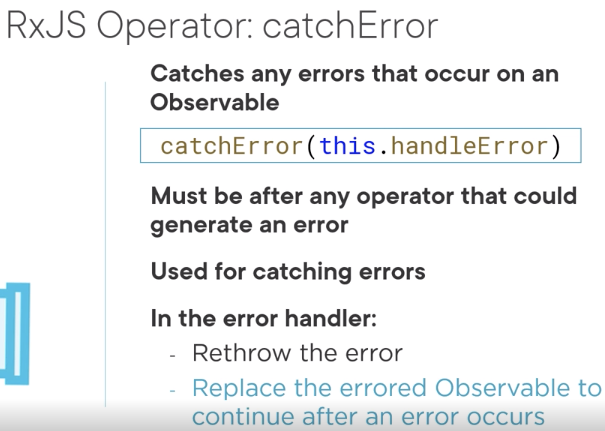 RxJS Operator: catchError
Catches any errors that occur on an
Observable
catchError(this.handleError)
Must be after any operator that could
generate an error
Used for catching errors
In the error handler:
- Rethrow the error
- Replace the errored Observable to
continue after an error occurs